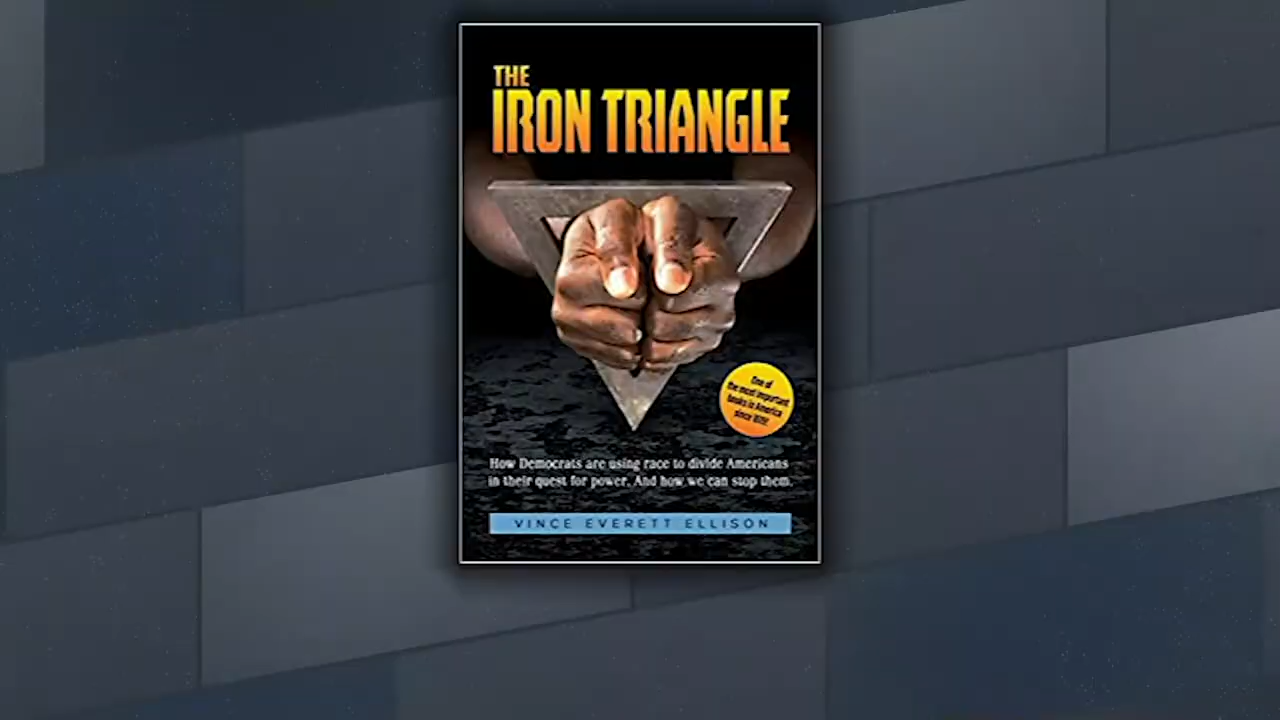 THE
IRON TRIANGLE
One of
the most important
books in America
since
How Democrats are using race to divide Americans
in their quest for power. And how we can stop them.
VINCE EVERETT ELLISON